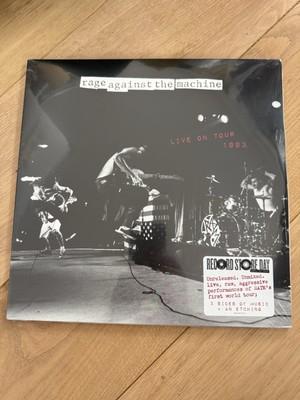 rage against the machine
LIVE ON TOUR
1993
RECORD STORE DAY
Unreleased. Unmixed.
live, raw, aggressive
performances of RATM's
first world tour;
3 SIDES OF MUSIC
+ AN ETCHING